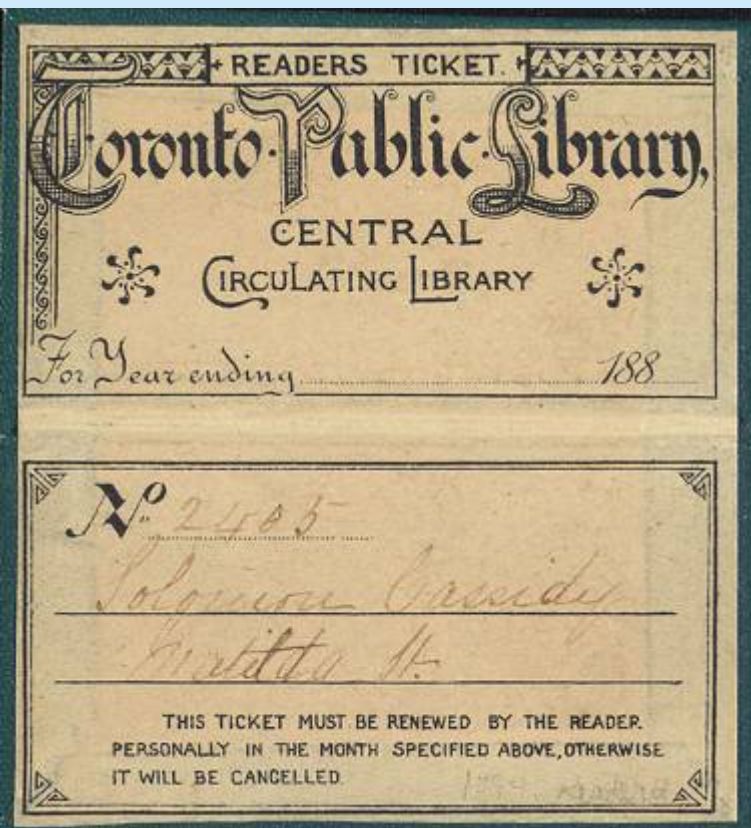 READERS TICKET.
Toronto · Public · Library,
CENTRAL
CIRCULATING LIBRARY
For Year ending 188
No. 2405
Solomon Cassidy
Matilda St.
THIS TICKET MUST BE RENEWED BY THE READER
PERSONALLY IN THE MONTH SPECIFIED ABOVE, OTHERWISE
IT WILL BE CANCELLED.